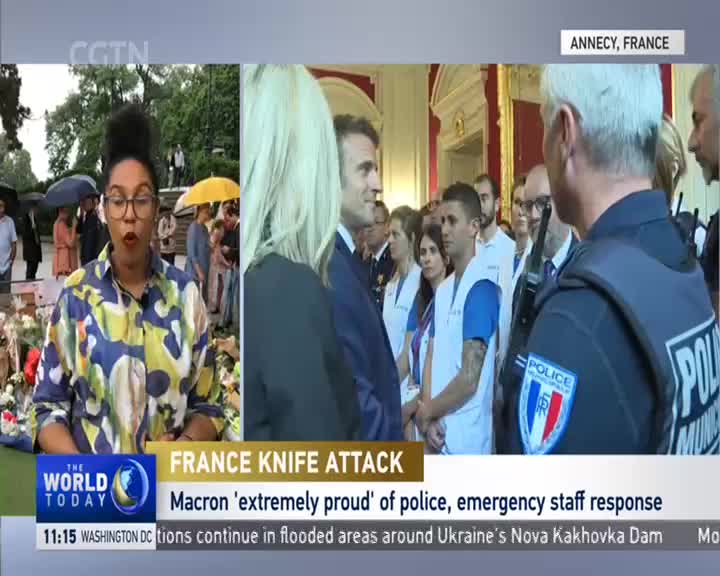 CGTN
ANNECY, FRANCE
POLICE
MUNICIPALE
POLICE
FRANCE KNIFE ATTACK
THE
WORLD
TODAY
Macron 'extremely proud' of police, emergency staff response
11:15 WASHINGTON DC
tions continue in flooded areas around Ukraine's Nova Kakhovka Dam
Mo